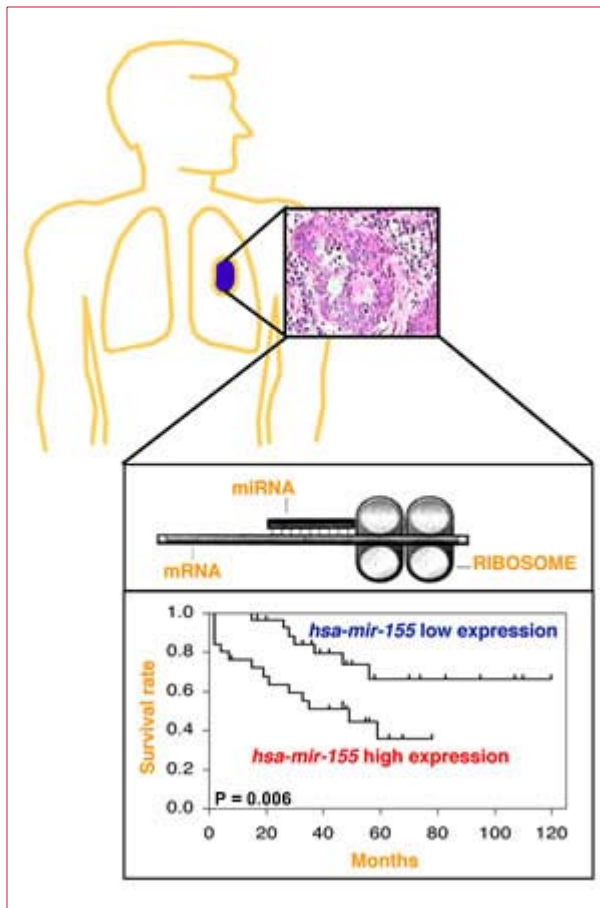 miRNA
mRNA
RIBOSOME
1.0
0.8
0.6
0.4
0.2
0.0
Survival rate
hsa-mir-155 low expression
hsa-mir-155 high expression
P = 0.006
0 20 40 60 80 100 120
Months